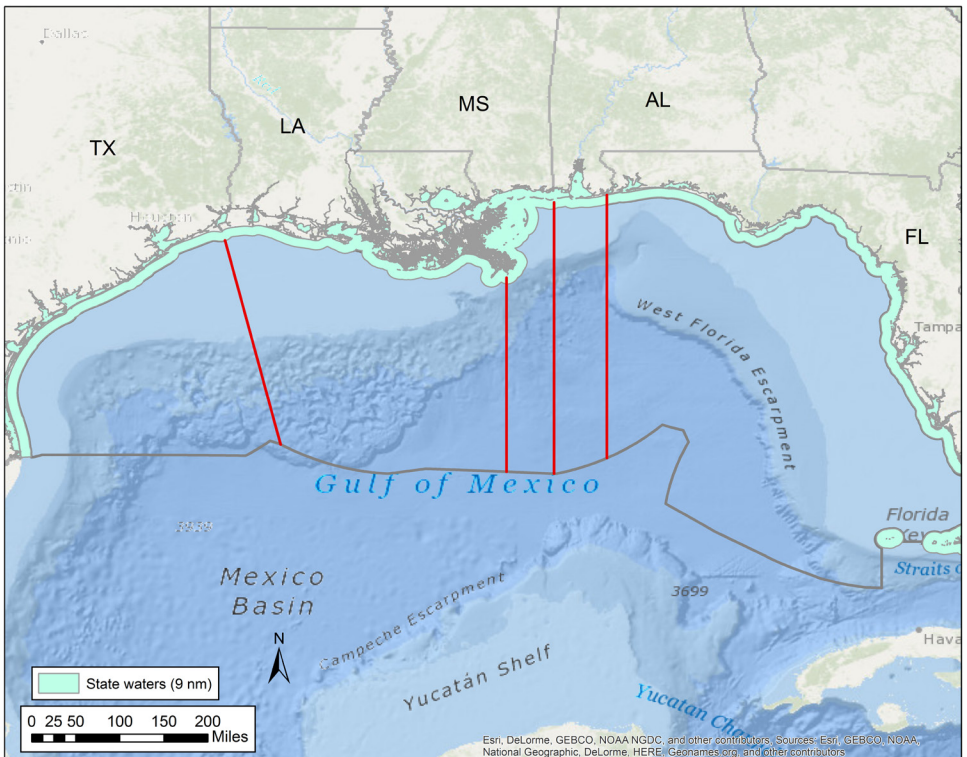 Dallas
MS
AL
LA
TX
Houston
FL
West Florida Escarpment
Tampa
Gulf of Mexico
Florida
Straits
Mexico
Basin
3699
Campeche Escarpment
N
Hava
Yucatán Shelf
State waters (9 nm)
Yucatan
0 25 50 100 150 200
Miles
Esri, DeLorme, GEBCO, NOAA NGDC, and other contributors, Sources: Esri, GEBCO, NOAA,
National Geographic, DeLorme, HERE, Geonames.org, and other contributors